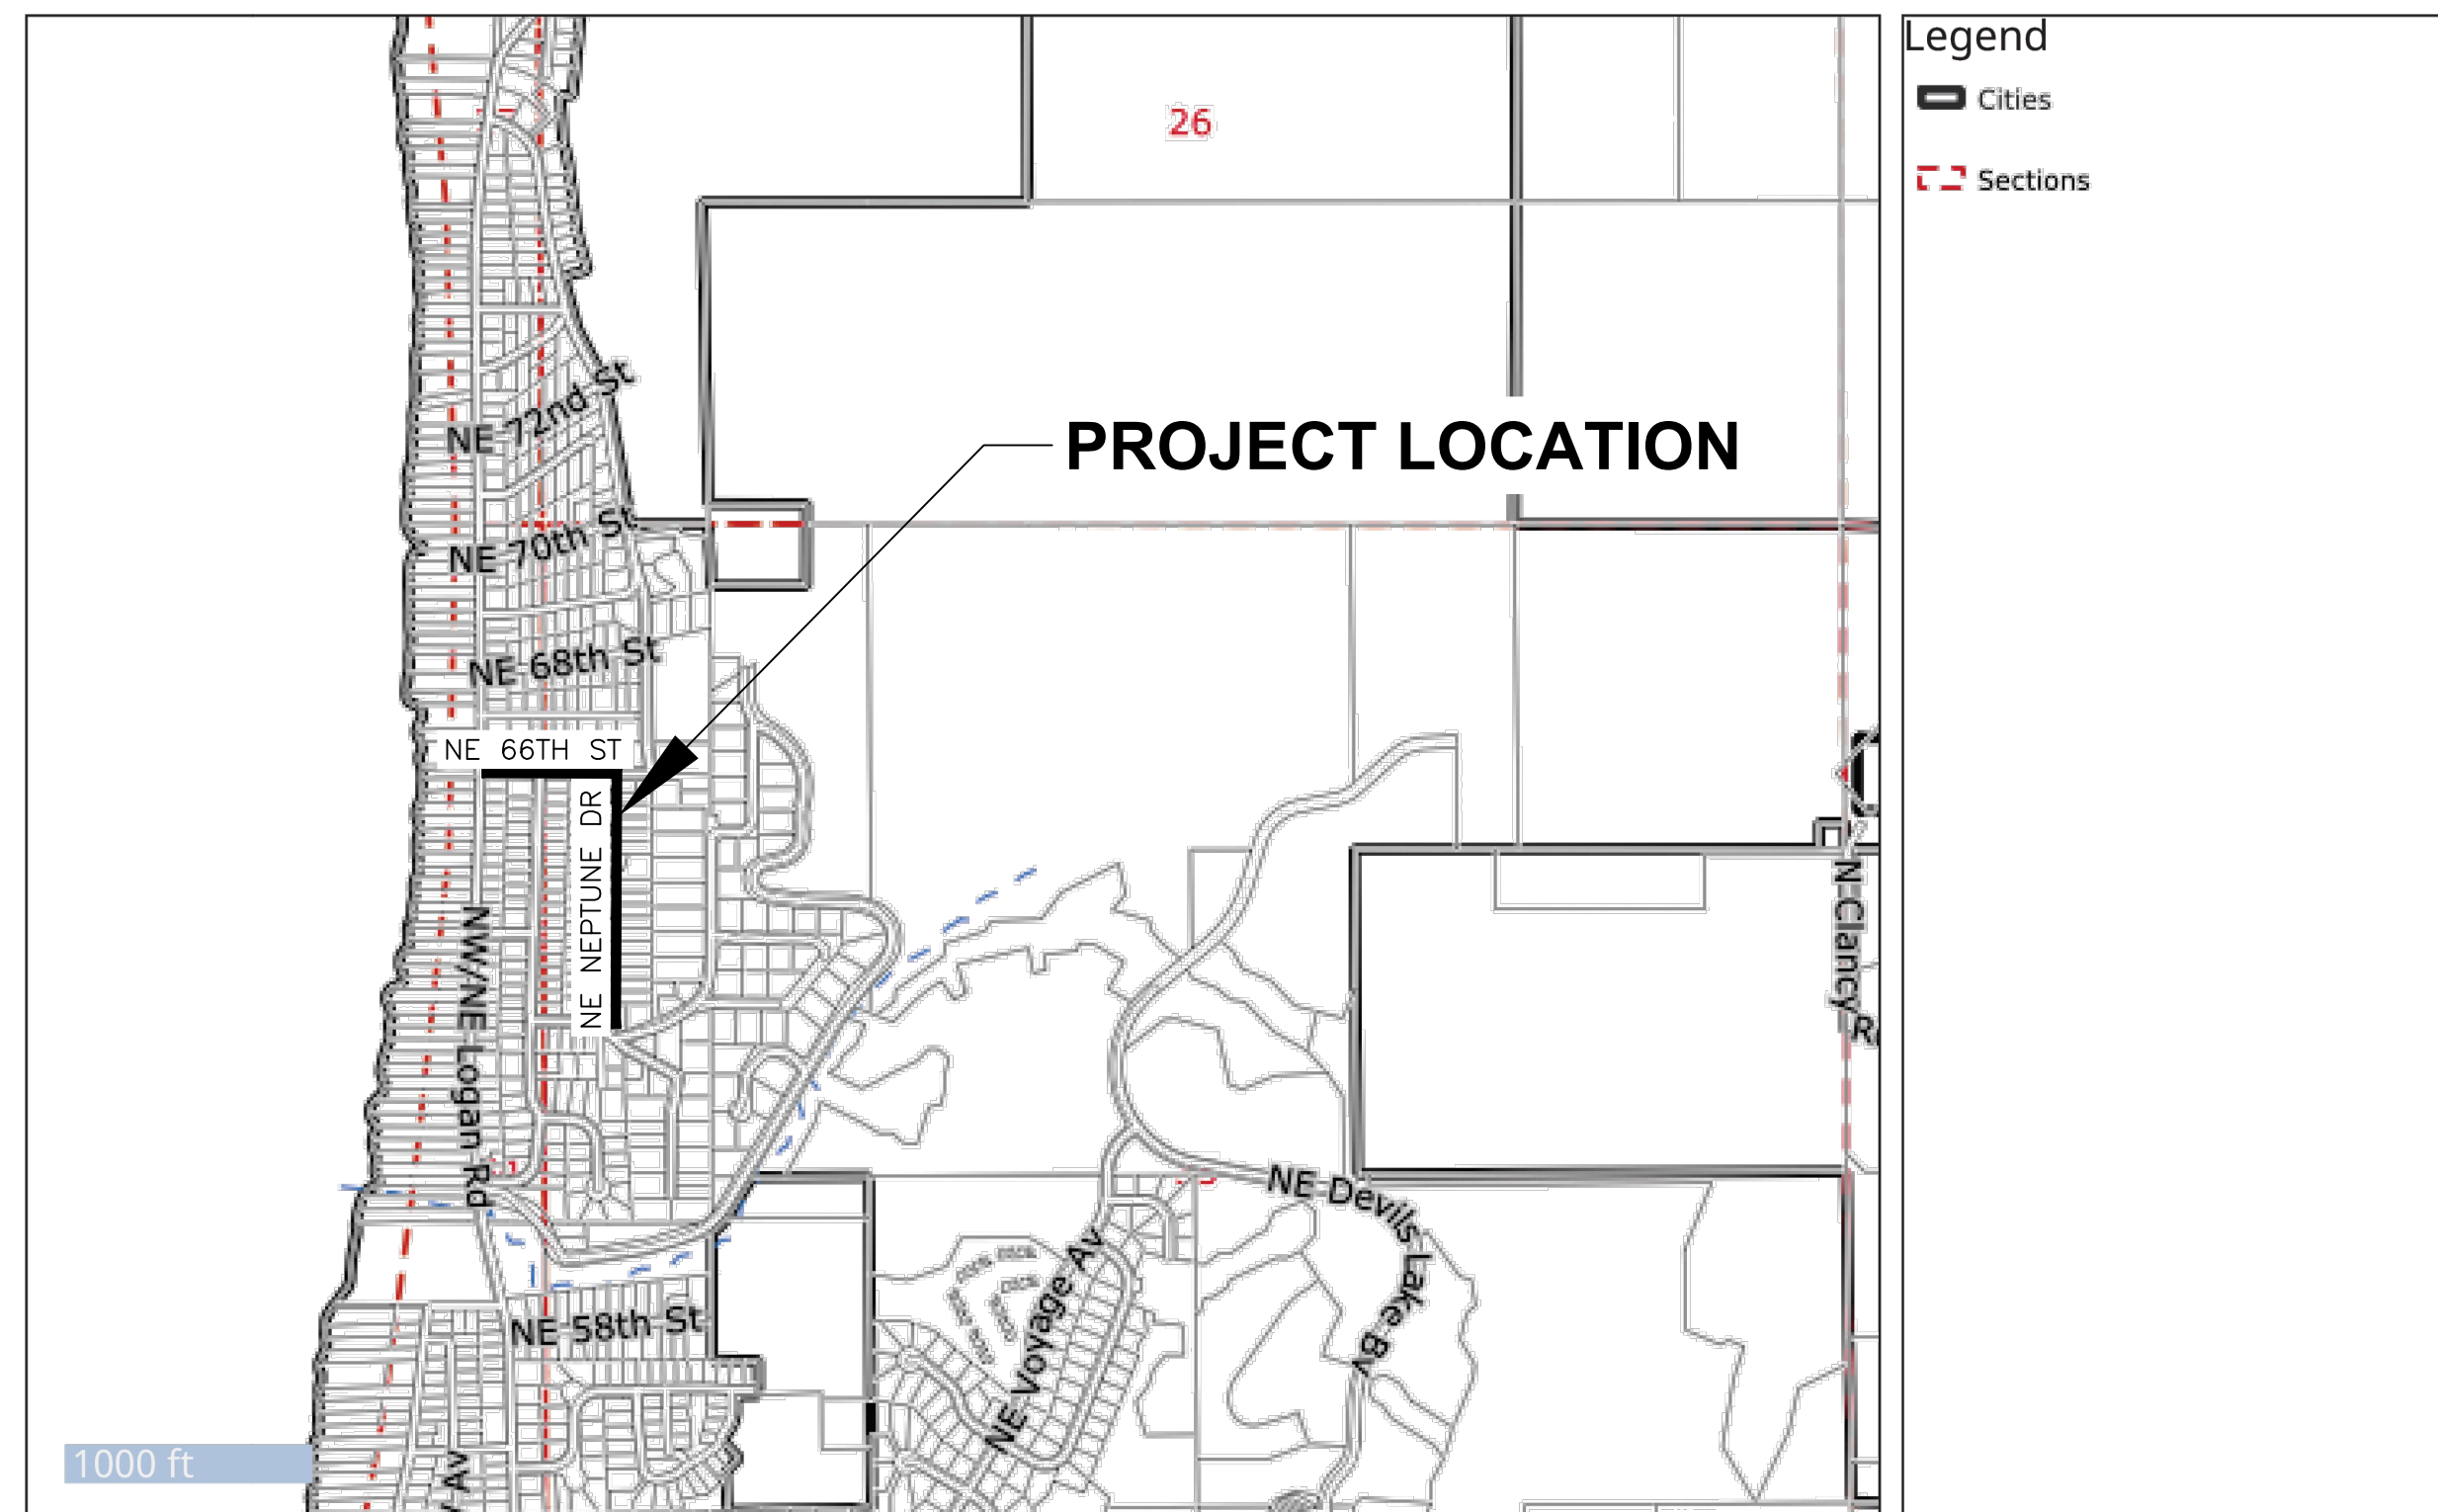 Legend
Cities
Sections
26
NE 72nd St
PROJECT LOCATION
NE 70th St
NE 68th St
NE 66TH ST
NE NEPTUNE DR
N Clancy R
NW/NE Logan Rd
NE Devils Lake Bv
NE Voyage Av
NE 58th St
1000 ft
Av